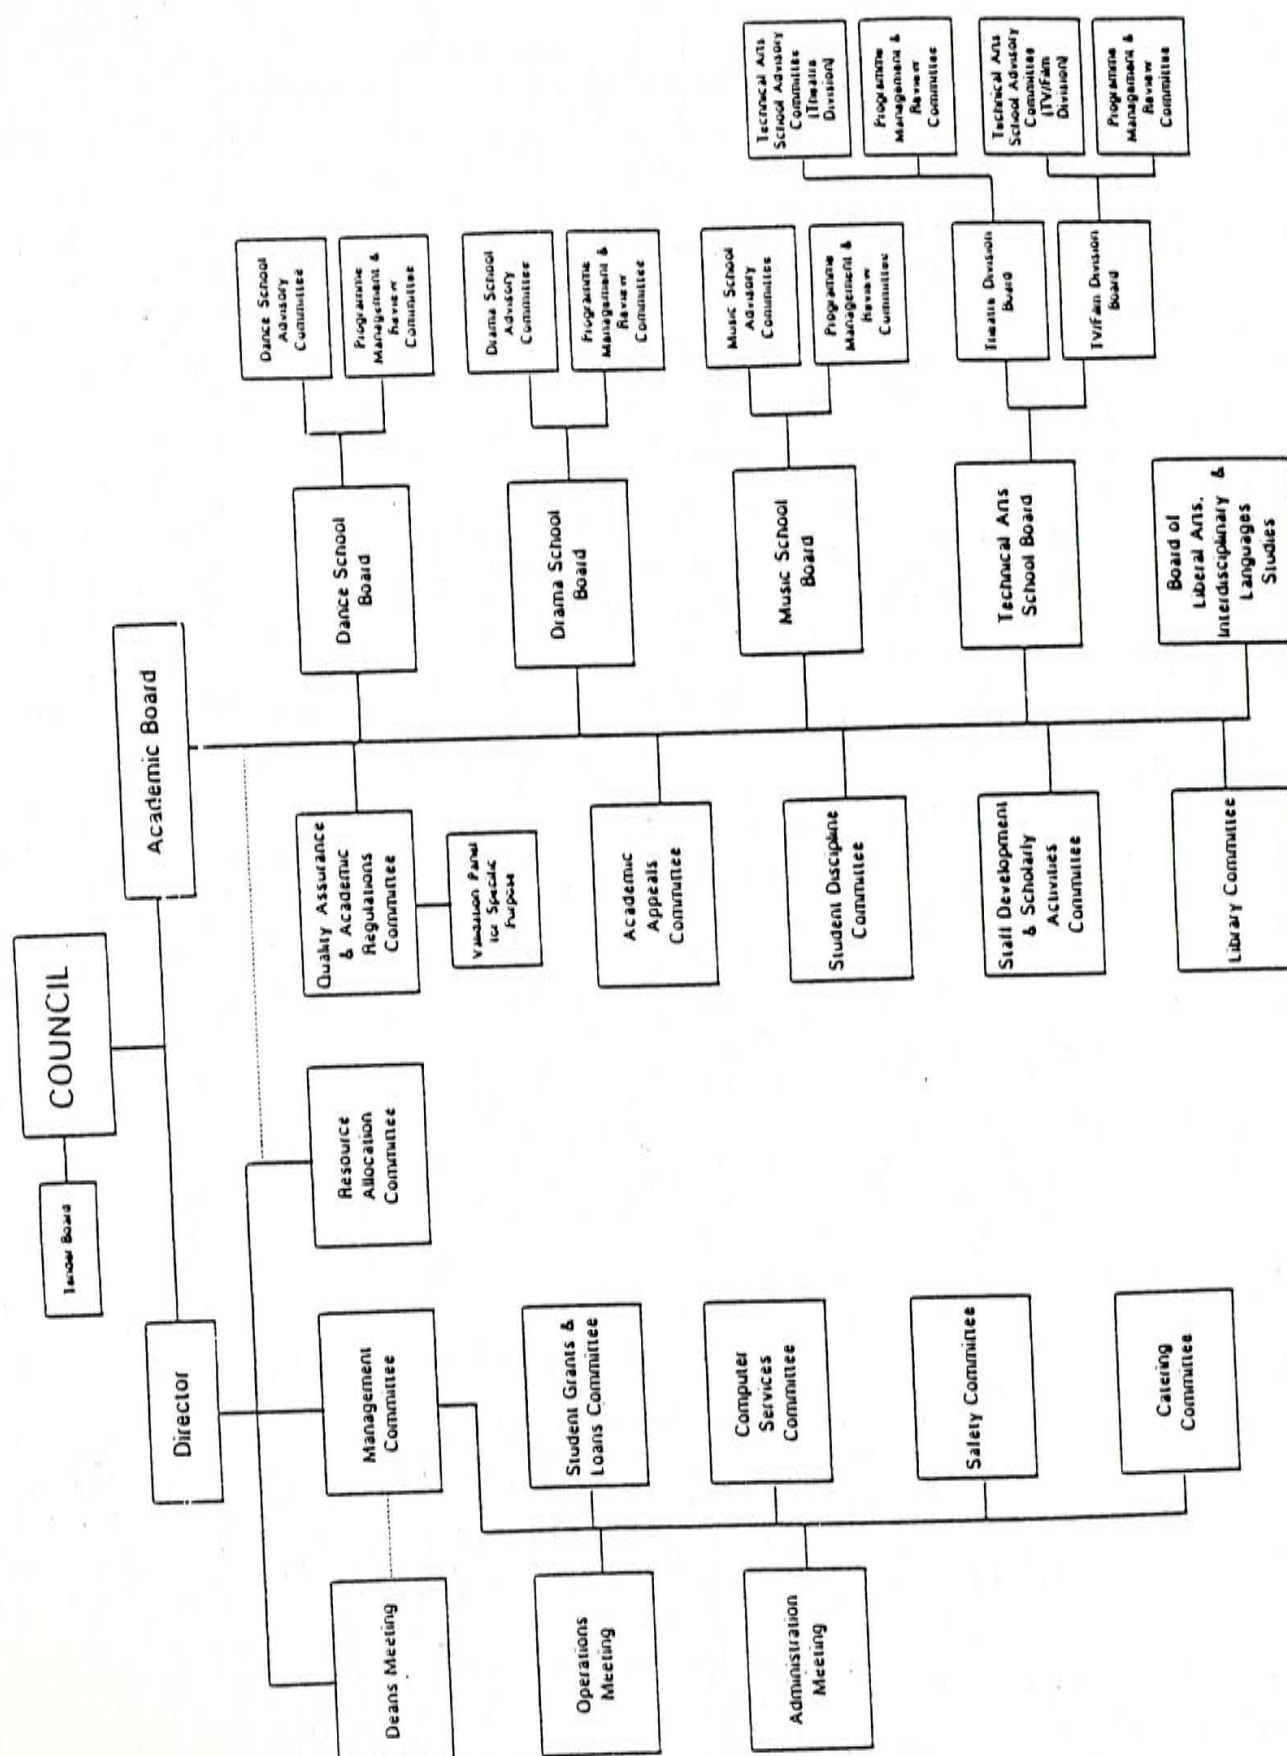 COUNCIL
Tender Board
Academic Board
Director
Deans Meeting
Management
Committee
Resource
Allocation
Committee
Operations
Meeting
Administration
Meeting
Student Grants &
Loans Committee
Computer
Services
Committee
Safety Committee
Catering
Committee
Quality Assurance
& Academic
Regulations
Committee
Validation Panel
for Specific
Purpose
Academic
Appeals
Committee
Student Discipline
Committee
Staff Development
& Scholarly
Activities
Committee
Library Committee
Dance School
Board
Drama School
Board
Music School
Board
Technical Arts
School Board
Board of
Liberal Arts,
Interdisciplinary &
Languages
Studies
Dance School
Advisory
Committee
Programme
Management &
Review
Committee
Drama School
Advisory
Committee
Programme
Management &
Review
Committee
Music School
Advisory
Committee
Programme
Management &
Review
Committee
Theatre Division
Board
TV/Film Division
Board
Technical Arts
School Advisory
Committee
(Theatre
Division)
Programme
Management &
Review
Committee
Technical Arts
School Advisory
Committee
(TV/Film
Division)
Programme
Management &
Review
Committee